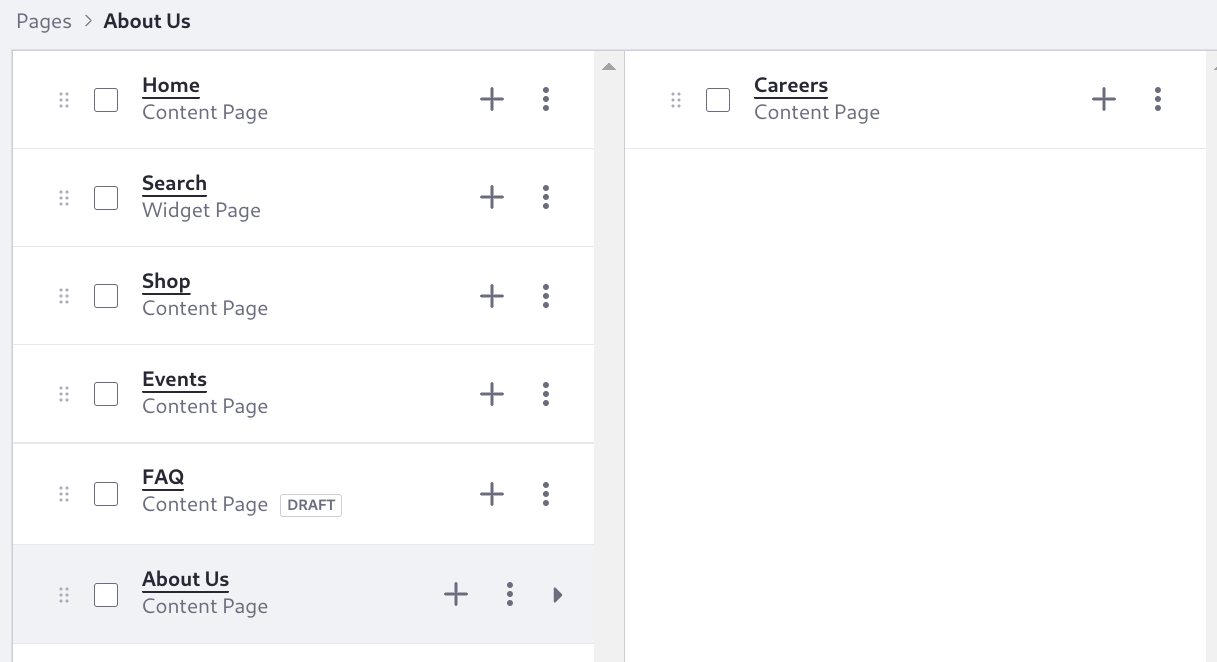 Pages > About Us
Home
Content Page
Search
Widget Page
Shop
Content Page
Events
Content Page
FAQ
Content Page DRAFT
About Us
Content Page
Careers
Content Page